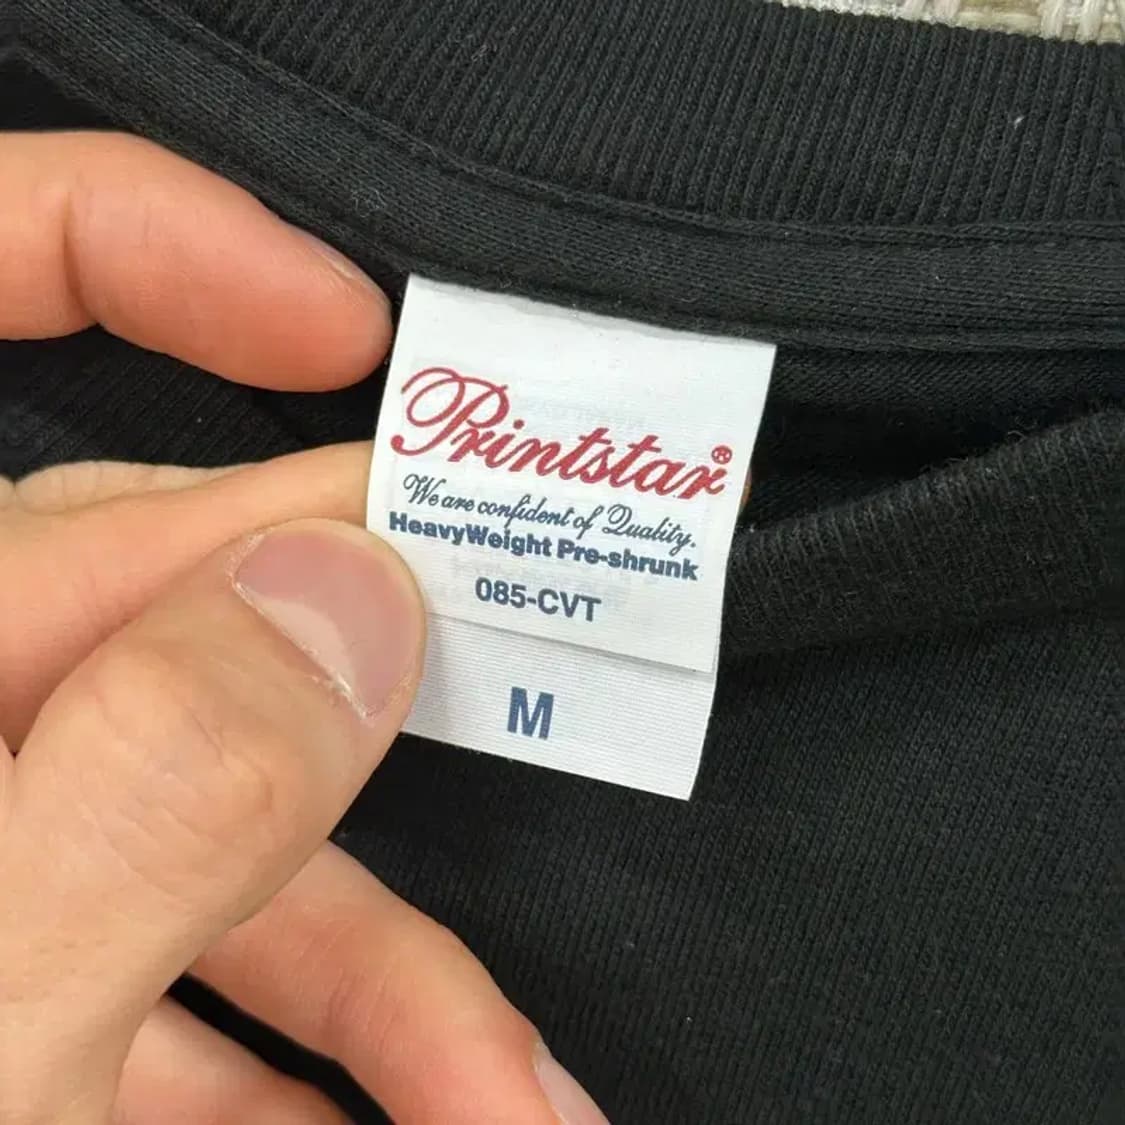 Printstar®
We are confident of Quality.
HeavyWeight Pre-shrunk
085-CVT
M